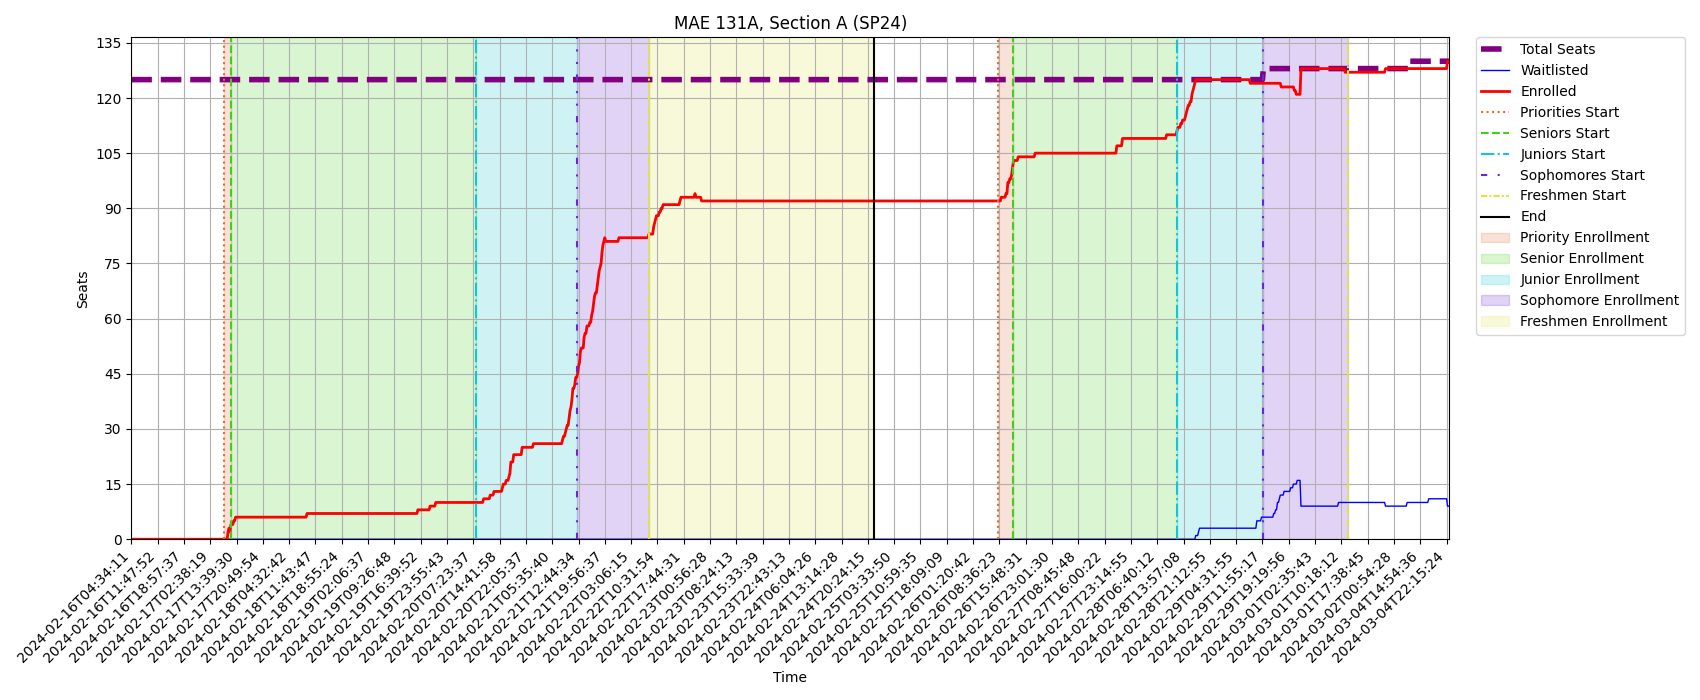 MAE 131A, Section A (SP24)
Seats
135
120
105
90
75
60
45
30
15
0
2024-02-16T04:34:11
2024-02-16T11:47:52
2024-02-16T18:57:37
2024-02-17T02:38:19
2024-02-17T13:39:30
2024-02-17T20:49:54
2024-02-18T04:32:42
2024-02-18T11:43:47
2024-02-18T18:55:24
2024-02-19T02:06:37
2024-02-19T09:26:48
2024-02-19T16:39:52
2024-02-19T23:55:43
2024-02-20T07:23:37
2024-02-20T14:41:58
2024-02-20T22:05:37
2024-02-21T05:35:40
2024-02-21T12:44:34
2024-02-21T19:56:37
2024-02-22T03:06:15
2024-02-22T10:31:54
2024-02-22T17:44:31
2024-02-23T00:56:28
2024-02-23T08:24:13
2024-02-23T15:33:39
2024-02-23T22:43:13
2024-02-24T06:04:26
2024-02-24T13:14:28
2024-02-24T20:24:15
2024-02-25T03:33:50
2024-02-25T10:59:35
2024-02-25T18:09:09
2024-02-26T01:20:42
2024-02-26T08:36:23
2024-02-26T15:48:31
2024-02-26T23:01:30
2024-02-27T08:45:48
2024-02-27T16:00:22
2024-02-27T23:14:55
2024-02-28T06:40:12
2024-02-28T13:57:08
2024-02-28T21:12:55
2024-02-29T04:31:55
2024-02-29T11:55:17
2024-02-29T19:19:56
2024-03-01T02:35:43
2024-03-01T10:18:12
2024-03-01T17:38:45
2024-03-02T00:54:28
2024-03-04T14:54:36
2024-03-04T22:15:24
Time
Total Seats
Waitlisted
Enrolled
Priorities Start
Seniors Start
Juniors Start
Sophomores Start
Freshmen Start
End
Priority Enrollment
Senior Enrollment
Junior Enrollment
Sophomore Enrollment
Freshmen Enrollment